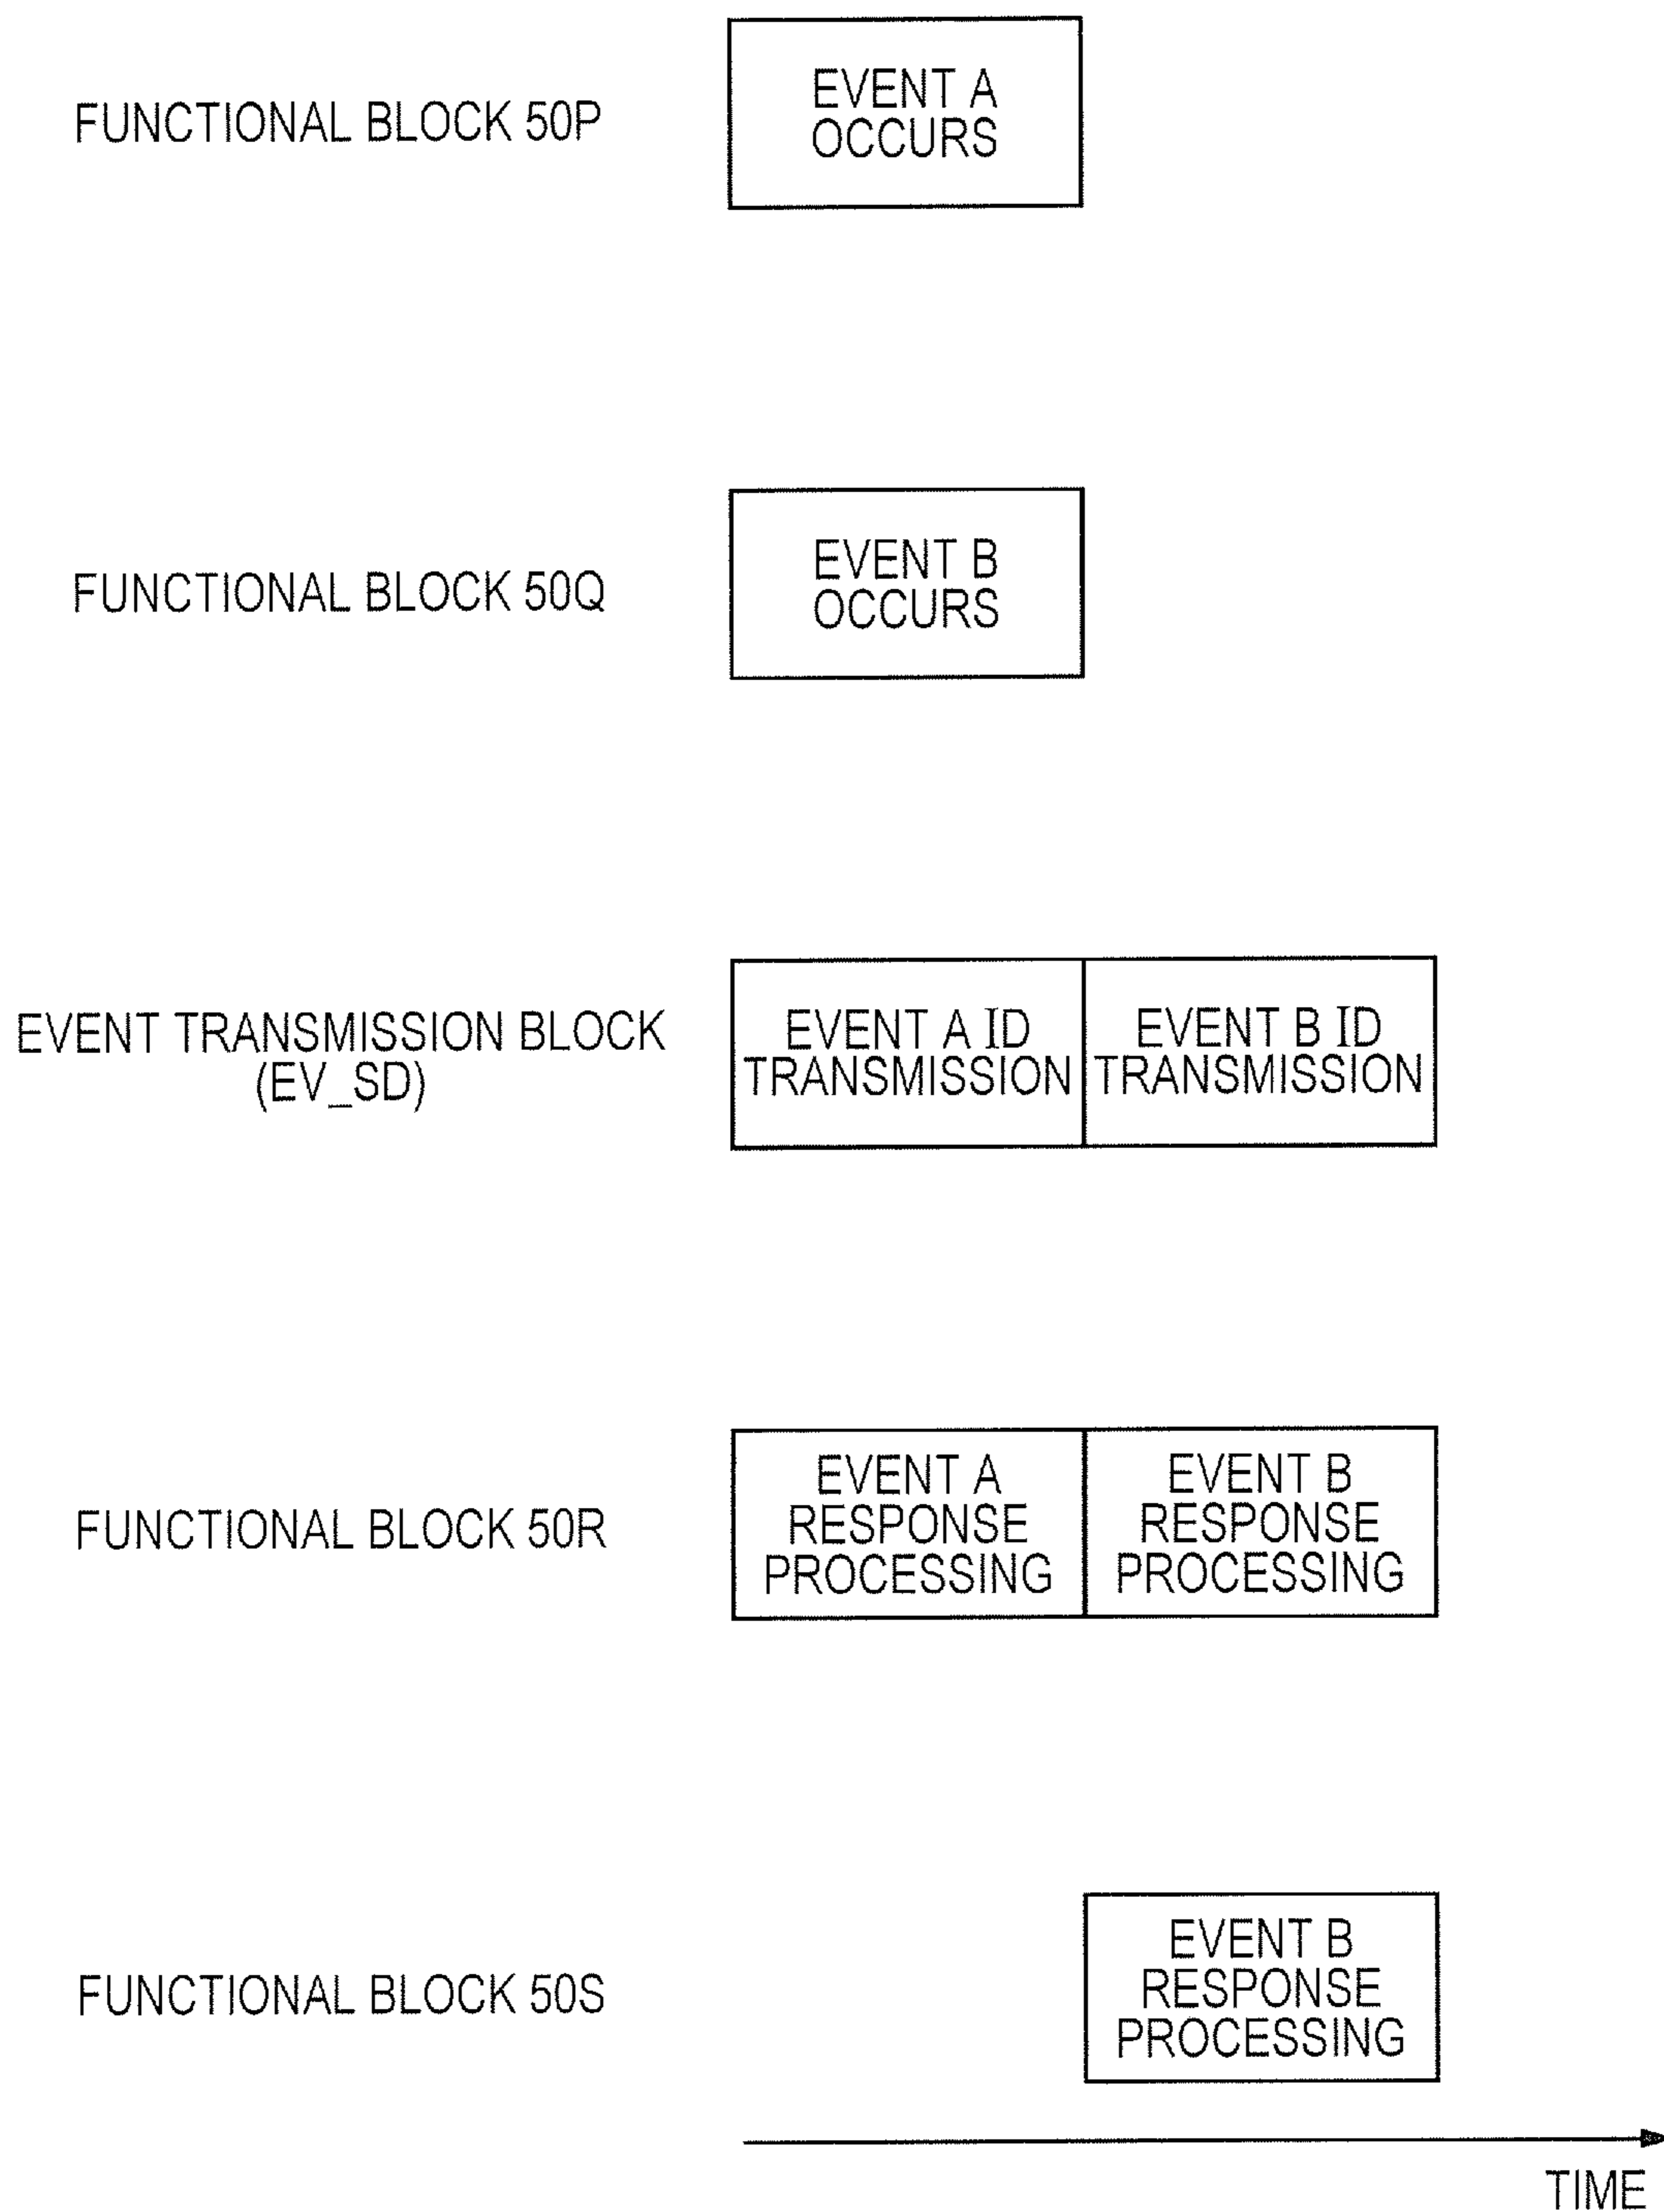 FUNCTIONAL BLOCK 50P
EVENT A
OCCURS
FUNCTIONAL BLOCK 50Q
EVENT B
OCCURS
EVENT TRANSMISSION BLOCK
(EV_SD)
EVENT A ID
TRANSMISSION
EVENT B ID
TRANSMISSION
FUNCTIONAL BLOCK 50R
EVENT A
RESPONSE
PROCESSING
EVENT B
RESPONSE
PROCESSING
FUNCTIONAL BLOCK 50S
EVENT B
RESPONSE
PROCESSING
TIME